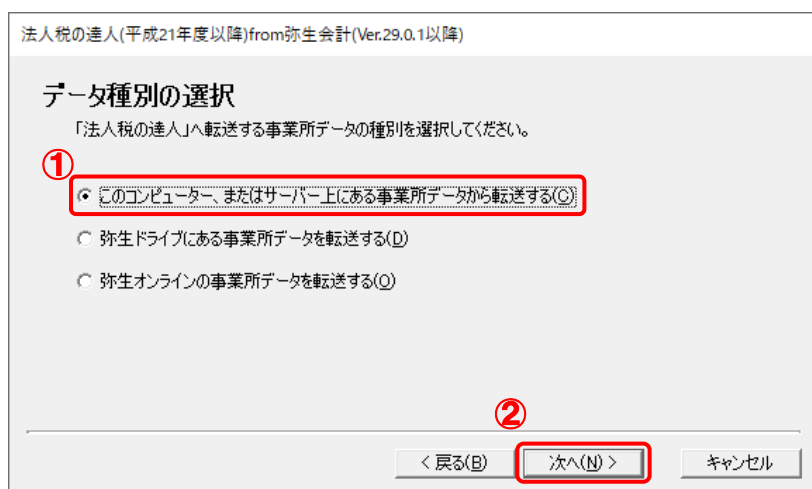 法人税の達人(平成21年度以降)from弥生会計(Ver.29.0.1以降)
データ種別の選択
「法人税の達人」へ転送する事業所データの種別を選択してください。
①
このコンピューター、またはサーバー上にある事業所データから転送する(C)
弥生ドライブにある事業所データを転送する(D)
弥生オンラインの事業所データを転送する(O)
②
< 戻る(B) 次へ(N) > キャンセル